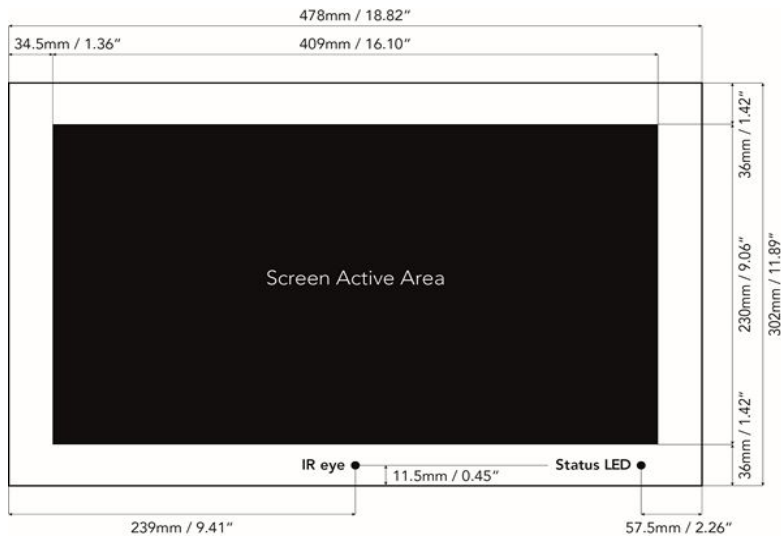 478mm / 18.82”
34.5mm / 1.36”
409mm / 16.10”
36mm / 1.42”
Screen Active Area
230mm / 9.06”
302mm / 11.89”
36mm / 1.42”
IR eye
Status LED
11.5mm / 0.45”
239mm / 9.41”
57.5mm / 2.26”